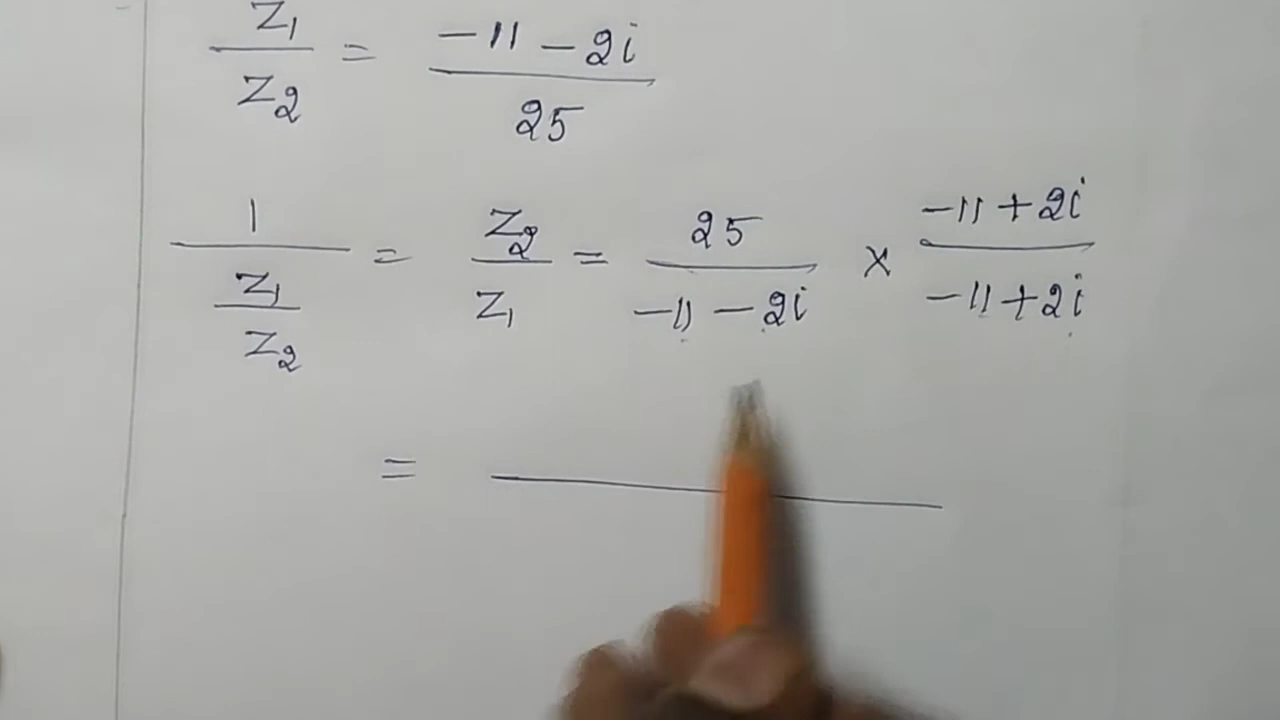 z₁/z₂ = (-11 - 2i)/25
1/(z₁/z₂) = z₂/z₁ = 25/(-11 - 2i) × (-11 + 2i)/(-11 + 2i)
=